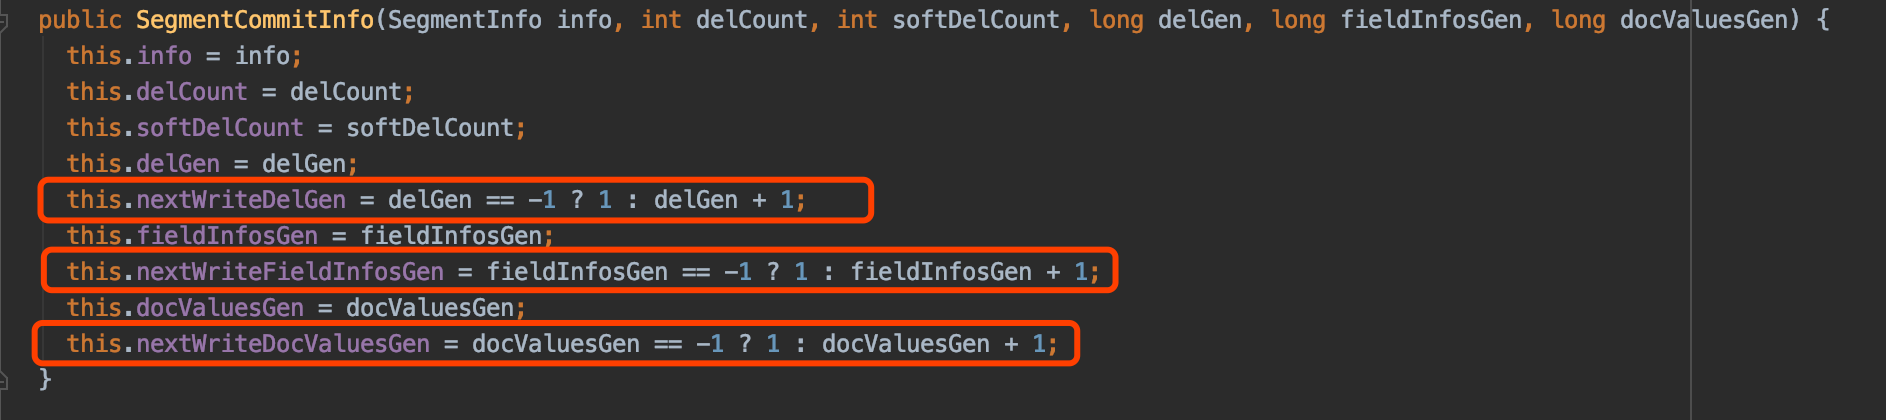 public SegmentCommitInfo(SegmentInfo info, int delCount, int softDelCount, long delGen, long fieldInfosGen, long docValuesGen) {
this.info = info;
this.delCount = delCount;
this.softDelCount = softDelCount;
this.delGen = delGen;
this.nextWriteDelGen = delGen == -1 ? 1 : delGen + 1;
this.fieldInfosGen = fieldInfosGen;
this.nextWriteFieldInfosGen = fieldInfosGen == -1 ? 1 : fieldInfosGen + 1;
this.docValuesGen = docValuesGen;
this.nextWriteDocValuesGen = docValuesGen == -1 ? 1 : docValuesGen + 1;
}